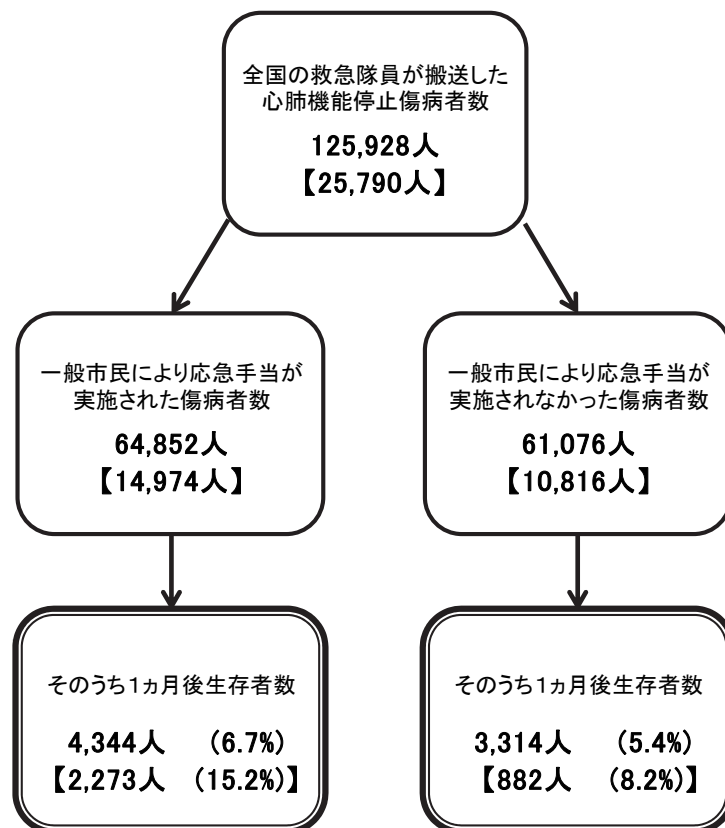 全国の救急隊員が搬送した
心肺機能停止傷病者数
125,928人
【25,790人】
一般市民により応急手当が
実施された傷病者数
64,852人
【14,974人】
一般市民により応急手当が
実施されなかった傷病者数
61,076人
【10,816人】
そのうち1ヵ月後生存者数
4,344人 (6.7%)
【2,273人 (15.2%)】
そのうち1ヵ月後生存者数
3,314人 (5.4%)
【882人 (8.2%)】